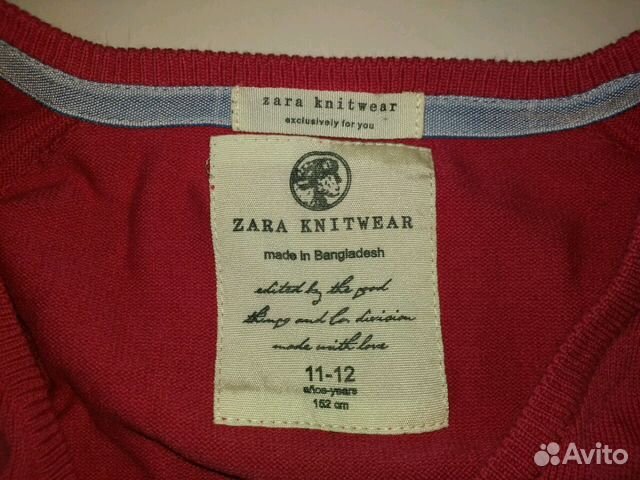 zara knitwear
exclusively for you
ZARA KNITWEAR
made in Bangladesh
edited by the good
things and Co. division
made with love
11-12
años-years
152 cm
Avito